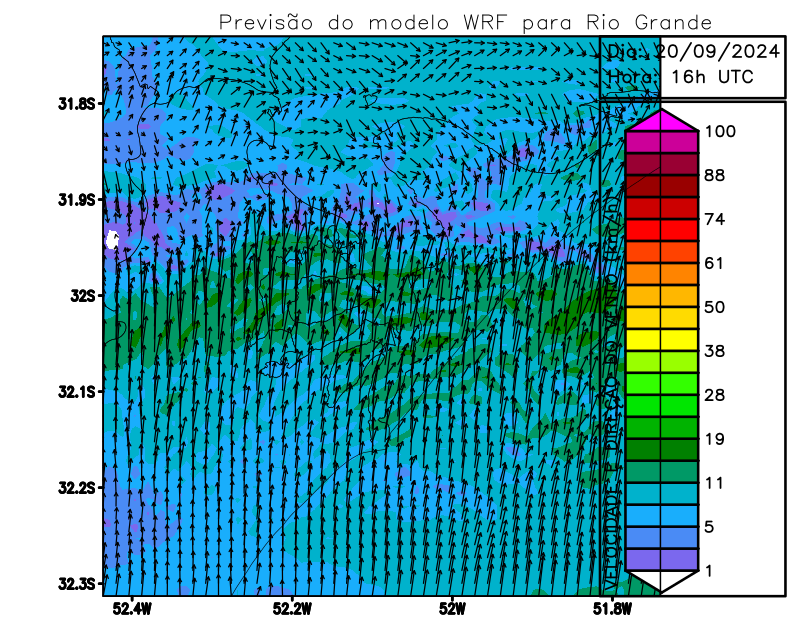 Previsão do modelo WRF para Rio Grande
Dia: 20/09/2024
Hora: 16h UTC
31.8S
31.9S
32S
32.1S
32.2S
32.3S
52.4W
52.2W
52W
51.8W
100
88
74
61
50
38
28
19
11
5
1
VELOCIDADE E DIREÇÃO DO VENTO (km/h)